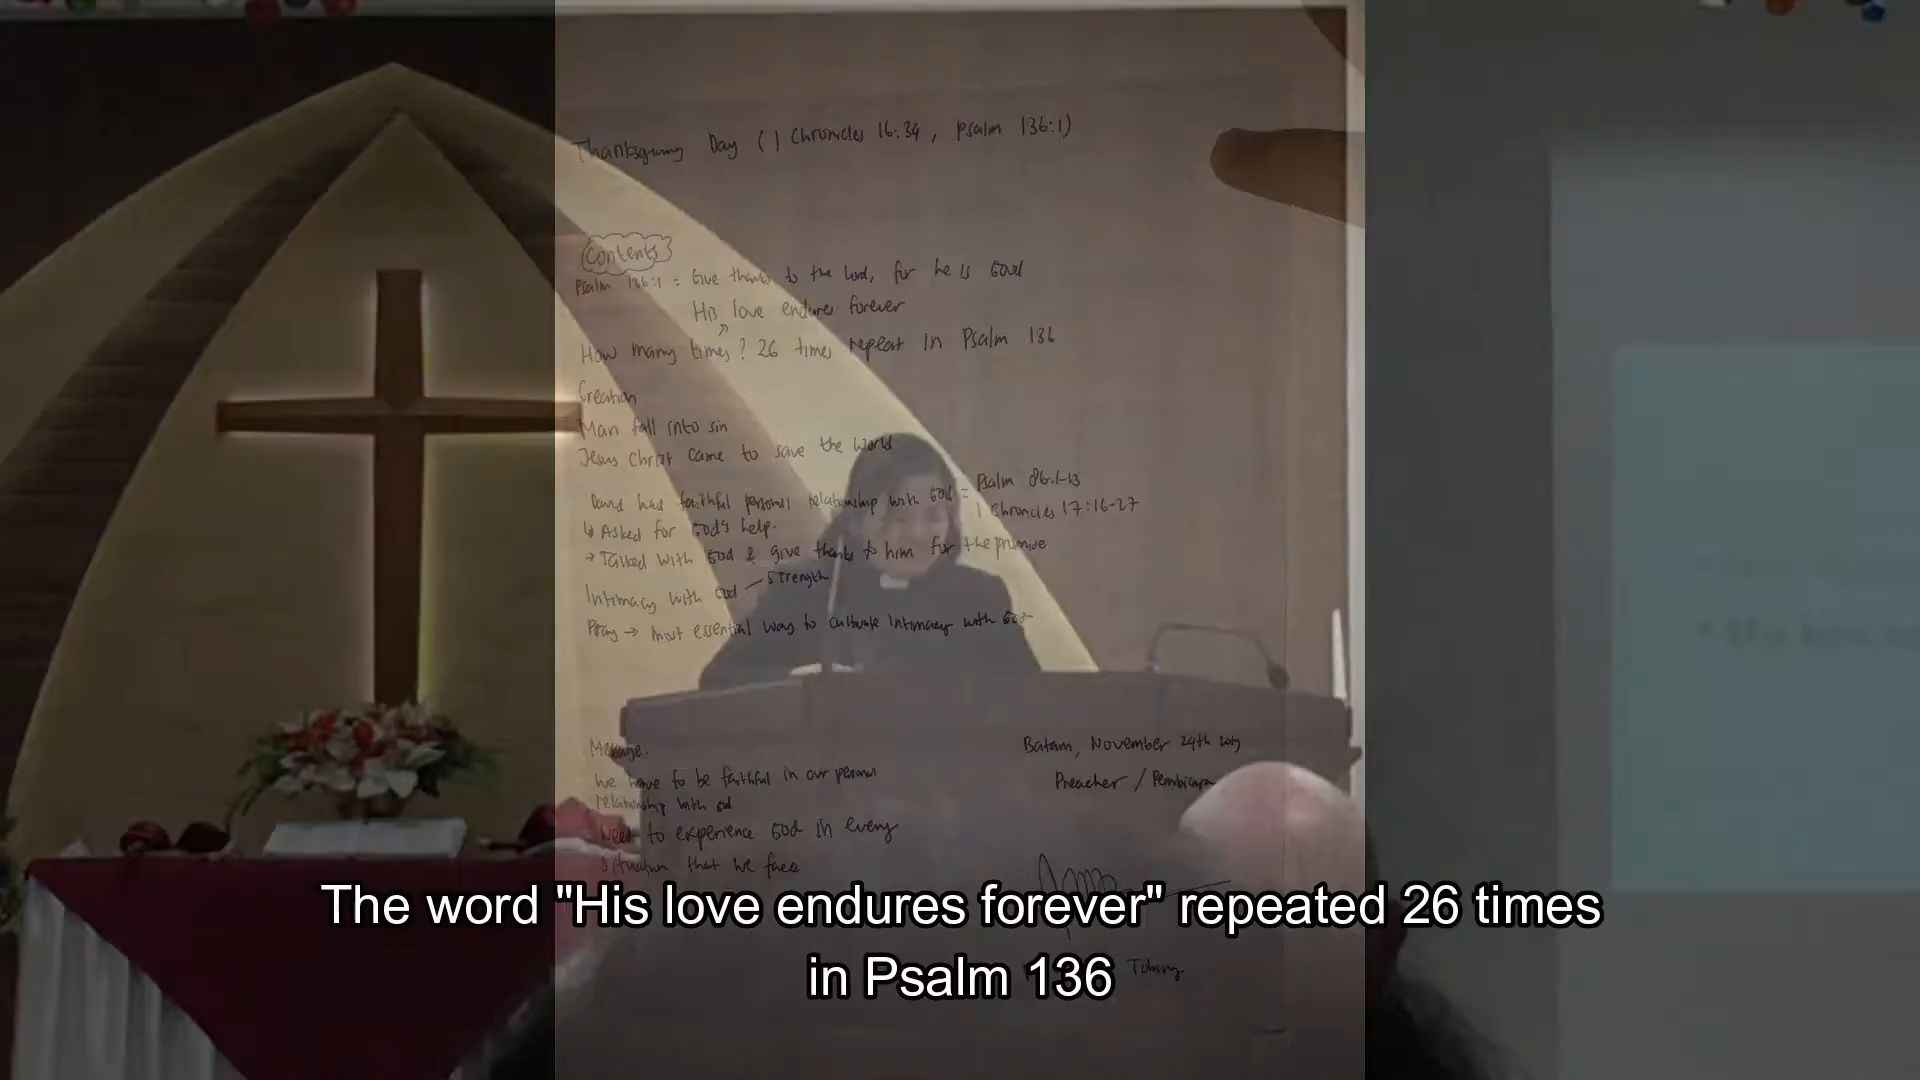 Thanksgiving Day (1 Chronicles 16:34, Psalm 136:1)
Contents
Psalm 136:1 = Give thanks to the Lord, for he is Good
His love endures forever
How many times? 26 times repeat in Psalm 136
Creation
Man fall into sin
Jesus Christ came to save the world
David had faithful personal relationship with God = Psalm 86:1-13
1 Chronicles 17:16-27
↳ Asked for God's help.
→ Talked with God & give thanks to him for the promise
Intimacy with God — Strength
Pray → most essential way to cultivate intimacy with God
Message:
We have to be faithful in our personal
relationship with God
Need to experience God in every
situation that we face
Batam, November 24th 2019
Preacher / Pembicara
The word "His love endures forever" repeated 26 times
in Psalm 136